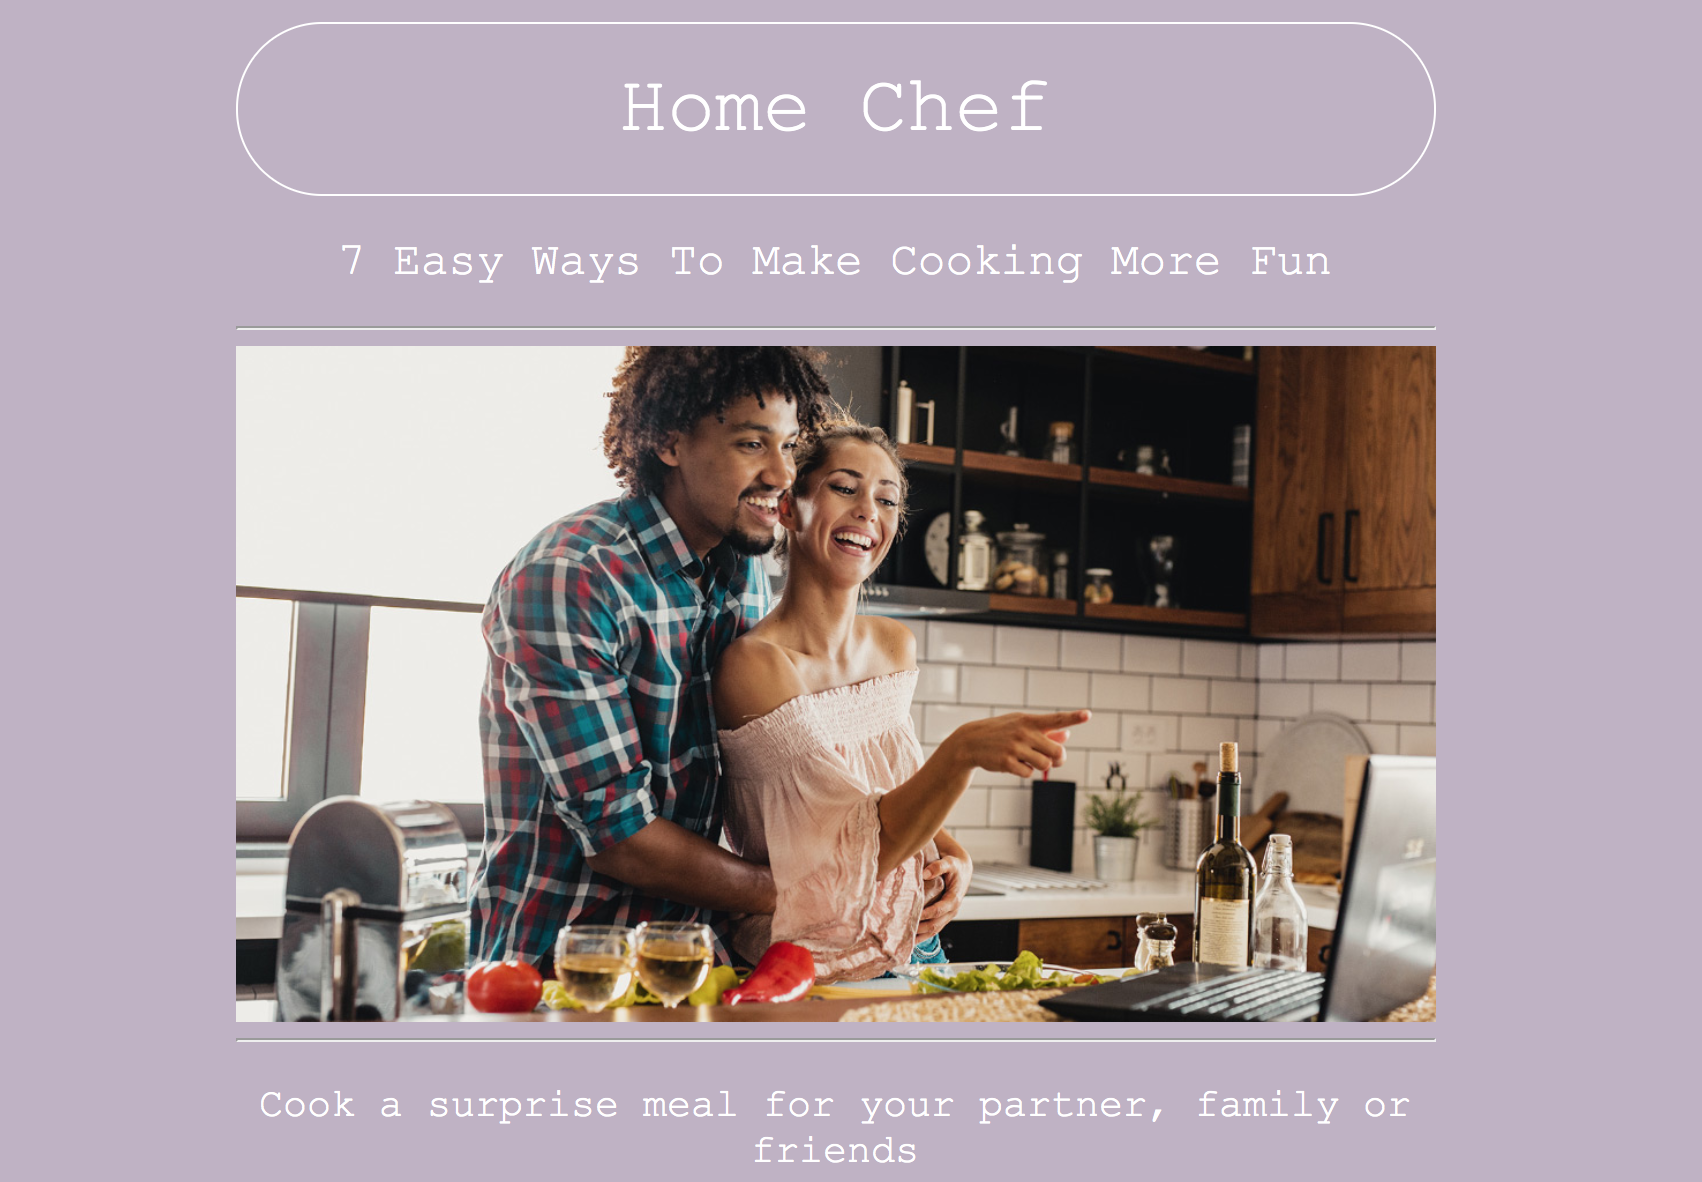 Home Chef
7 Easy Ways To Make Cooking More Fun
Cook a surprise meal for your partner, family or
friends